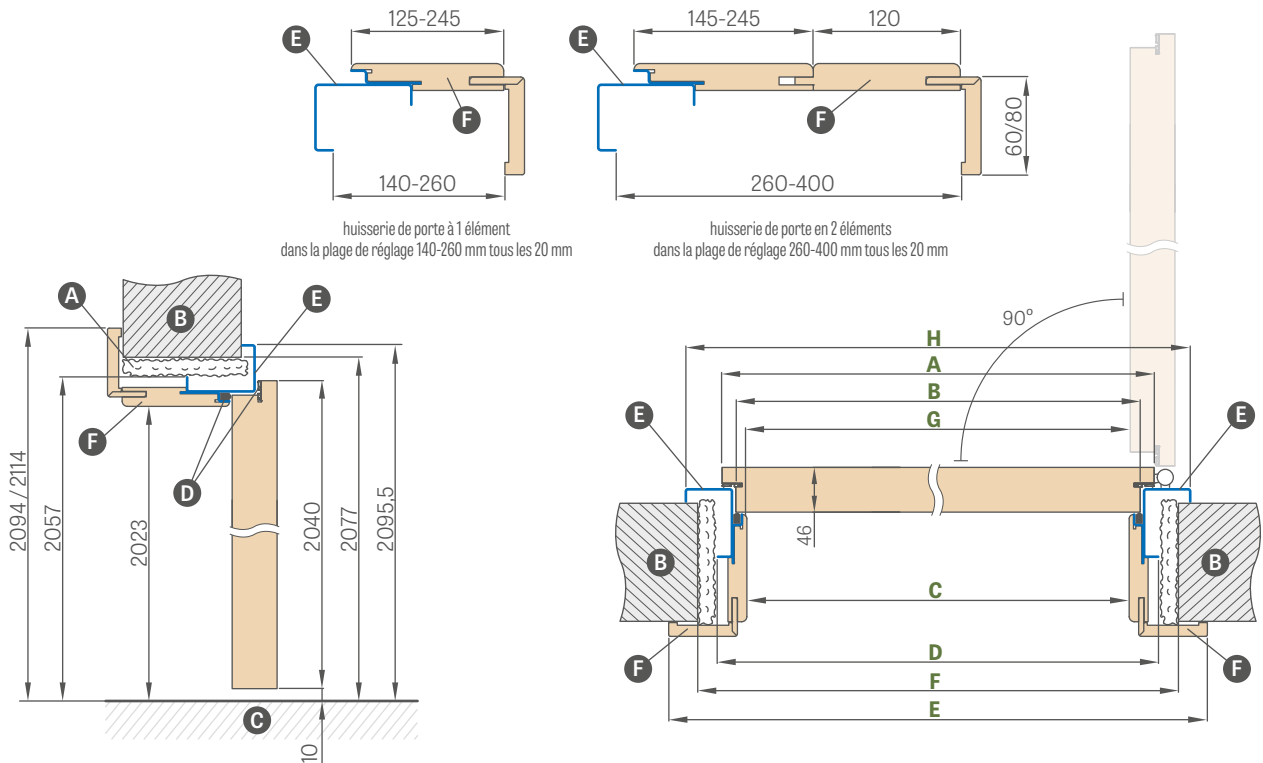 125-245
145-245
120
E
E
F
F
60/80
140-260
260-400
huisserie de porte à 1 élément
dans la plage de réglage 140-260 mm tous les 20 mm
huisserie de porte en 2 éléments
dans la plage de réglage 260-400 mm tous les 20 mm
A
B
E
F
D
2094 / 2114
2057
2023
2040
2077
2095,5
C
10
90°
H
A
B
G
E
E
46
B
B
C
F
F
D
F
E